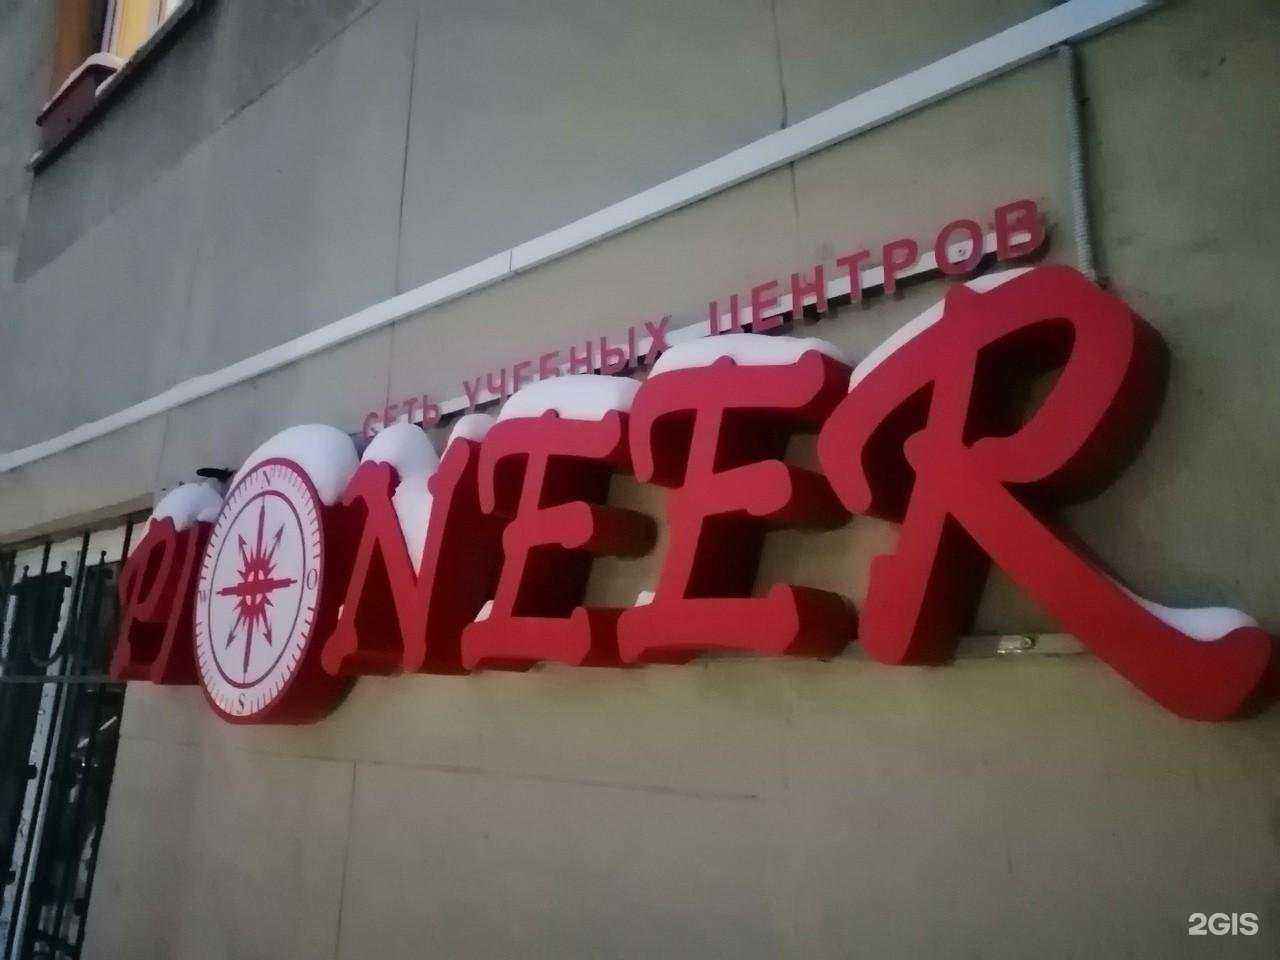 СЕТЬ УЧЕБНЫХ ЦЕНТРОВ
PIONEER
N
O
S
2GIS